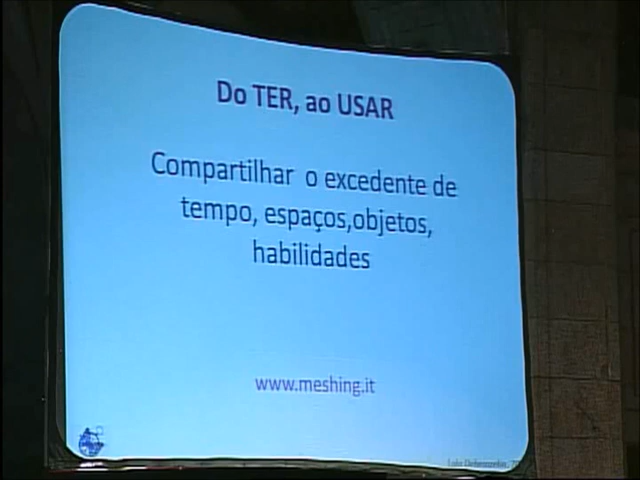 Do TER, ao USAR
Compartilhar o excedente de
tempo, espaços,objetos,
habilidades
www.meshing.it